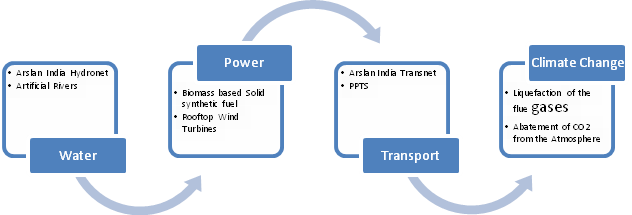 Arslan India Hydronet
Artificial Rivers
Water
Power
Biomass based Solid
synthetic fuel
Rooftop Wind
Turbines
Arslan India Transnet
PPTS
Transport
Climate Change
Liquefaction of the
flue gases
Abatement of CO2
from the Atmosphere